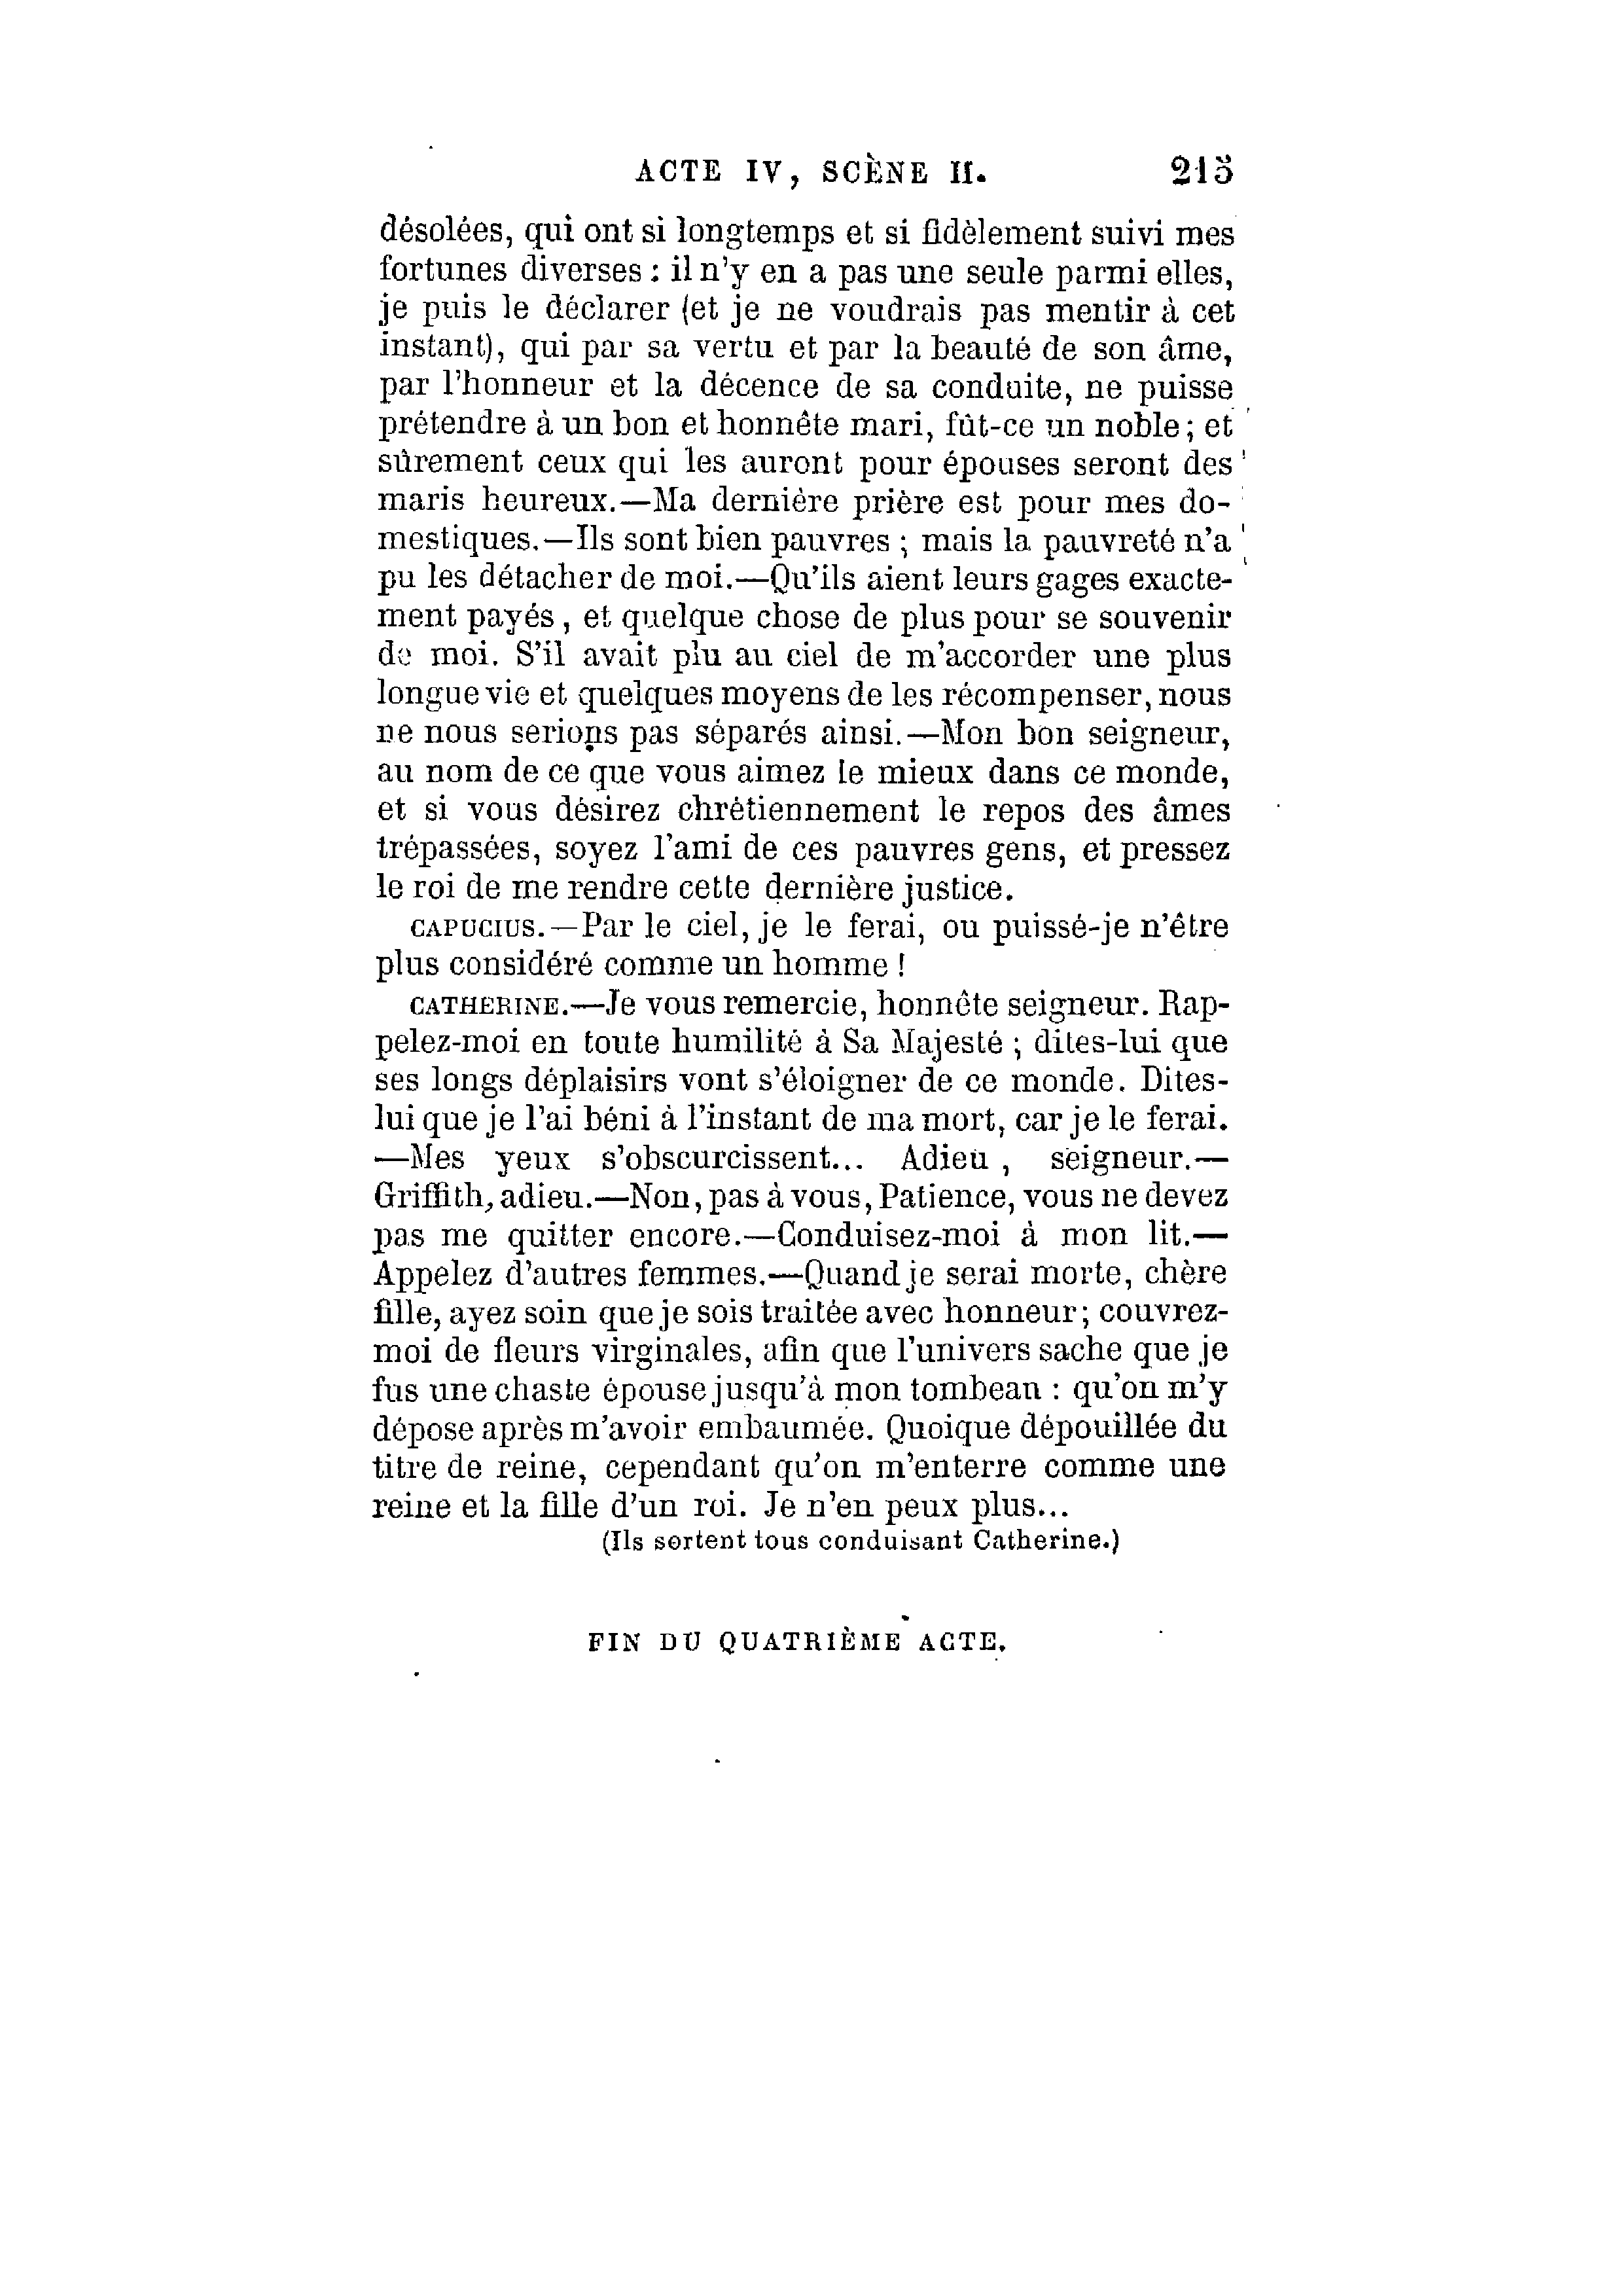 ACTE IV, SCÈNE II. 215
désolées, qui ont si longtemps et si fidèlement suivi mes
fortunes diverses : il n'y en a pas une seule parmi elles,
je puis le déclarer (et je ne voudrais pas mentir à cet
instant), qui par sa vertu et par la beauté de son âme,
par l'honneur et la décence de sa conduite, ne puisse
prétendre à un bon et honnête mari, fût-ce un noble ; et
sûrement ceux qui les auront pour épouses seront des
maris heureux.—Ma dernière prière est pour mes do-
mestiques.—Ils sont bien pauvres ; mais la pauvreté n'a
pu les détacher de moi.—Qu'ils aient leurs gages exacte-
ment payés, et quelque chose de plus pour se souvenir
de moi. S'il avait plu au ciel de m'accorder une plus
longue vie et quelques moyens de les récompenser, nous
ne nous serions pas séparés ainsi.—Mon bon seigneur,
au nom de ce que vous aimez le mieux dans ce monde,
et si vous désirez chrétiennement le repos des âmes
trépassées, soyez l'ami de ces pauvres gens, et pressez
le roi de me rendre cette dernière justice.
CAPUCIUS.—Par le ciel, je le ferai, ou puissé-je n'être
plus considéré comme un homme !
CATHERINE.—Je vous remercie, honnête seigneur. Rap-
pelez-moi en toute humilité à Sa Majesté ; dites-lui que
ses longs déplaisirs vont s'éloigner de ce monde. Dites-
lui que je l'ai béni à l'instant de ma mort, car je le ferai.
—Mes yeux s'obscurcissent... Adieu, seigneur.—
Griffith, adieu.—Non, pas à vous, Patience, vous ne devez
pas me quitter encore.—Conduisez-moi à mon lit.—
Appelez d'autres femmes.—Quand je serai morte, chère
fille, ayez soin que je sois traitée avec honneur ; couvrez-
moi de fleurs virginales, afin que l'univers sache que je
fus une chaste épouse jusqu'à mon tombeau : qu'on m'y
dépose après m'avoir embaumée. Quoique dépouillée du
titre de reine, cependant qu'on m'enterre comme une
reine et la fille d'un roi. Je n'en peux plus...
(Ils sortent tous conduisant Catherine.)
FIN DU QUATRIÈME ACTE.